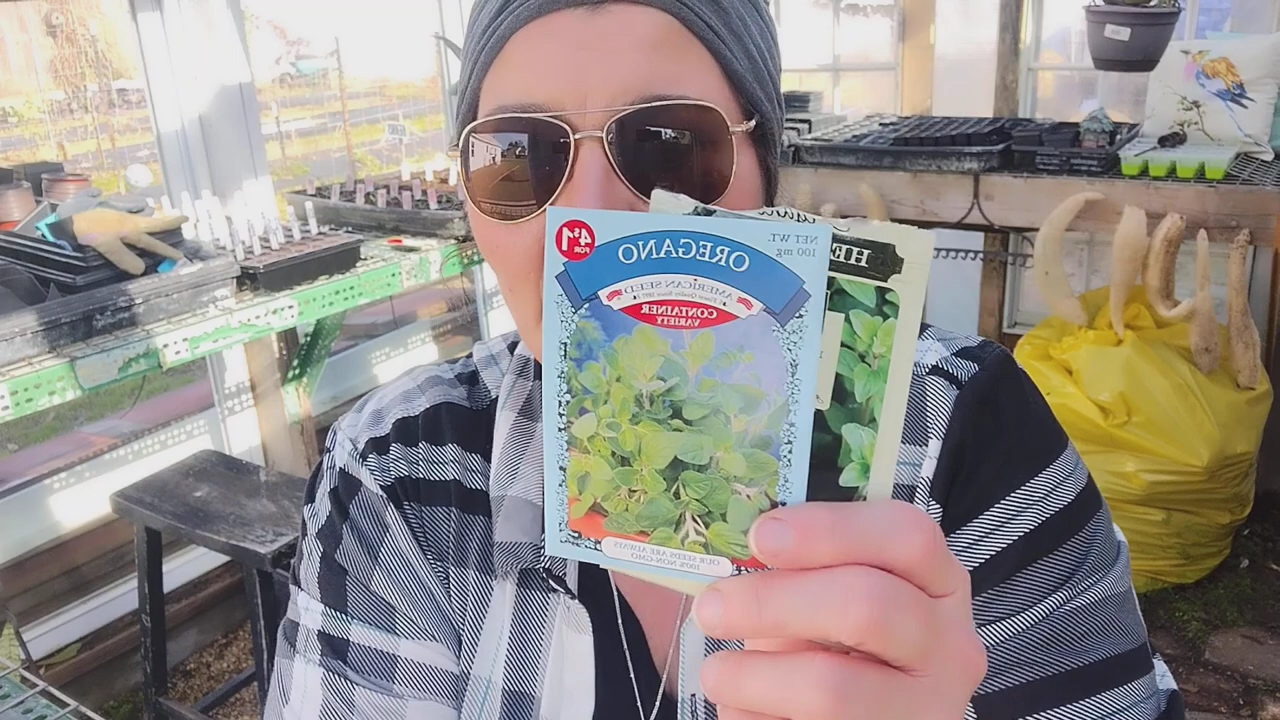 4 FOR $1
OREGANO
NET WT.
100 mg
AMERICAN SEED
CONTAINER
VARIETY
OUR SEEDS ARE ALWAYS
100% NON-GMO